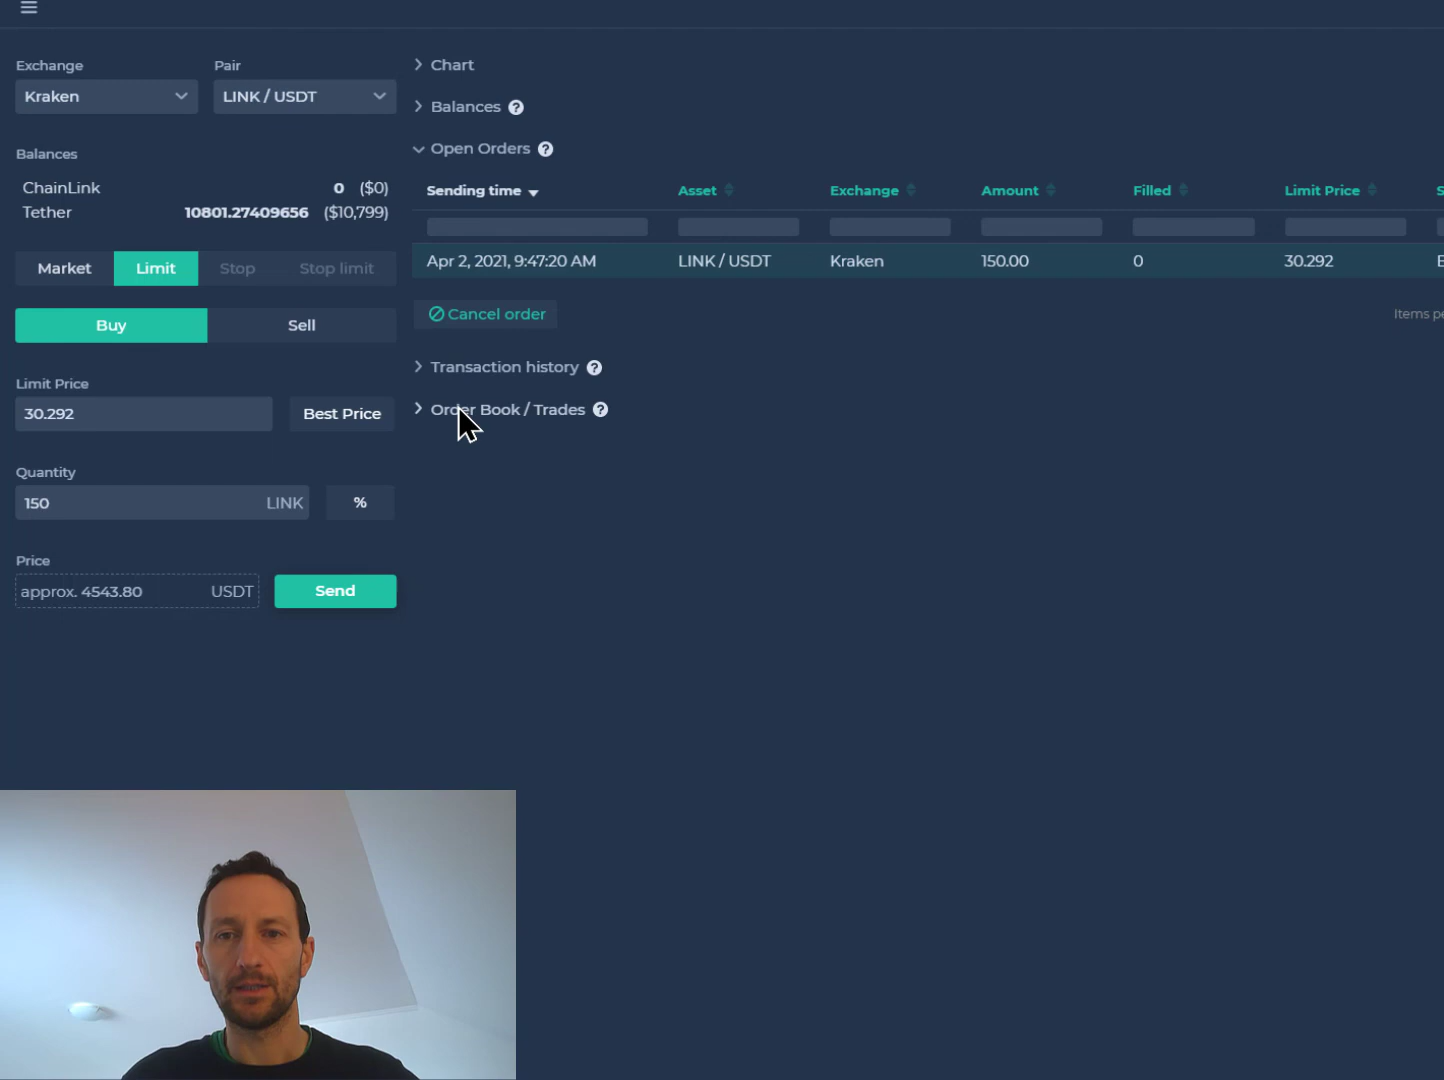 Exchange
Pair
Kraken
LINK / USDT
Balances
ChainLink 0 ($0)
Tether 10801.27409656 ($10,799)
Market Limit Stop Stop limit
Buy Sell
Limit Price
30.292 Best Price
Quantity
150 LINK %
Price
approx. 4543.80 USDT Send
Chart
Balances ?
Open Orders ?
Sending time Asset Exchange Amount Filled Limit Price S
Apr 2, 2021, 9:47:20 AM LINK / USDT Kraken 150.00 0 30.292
Cancel order
Items pe
Transaction history ?
Order Book / Trades ?